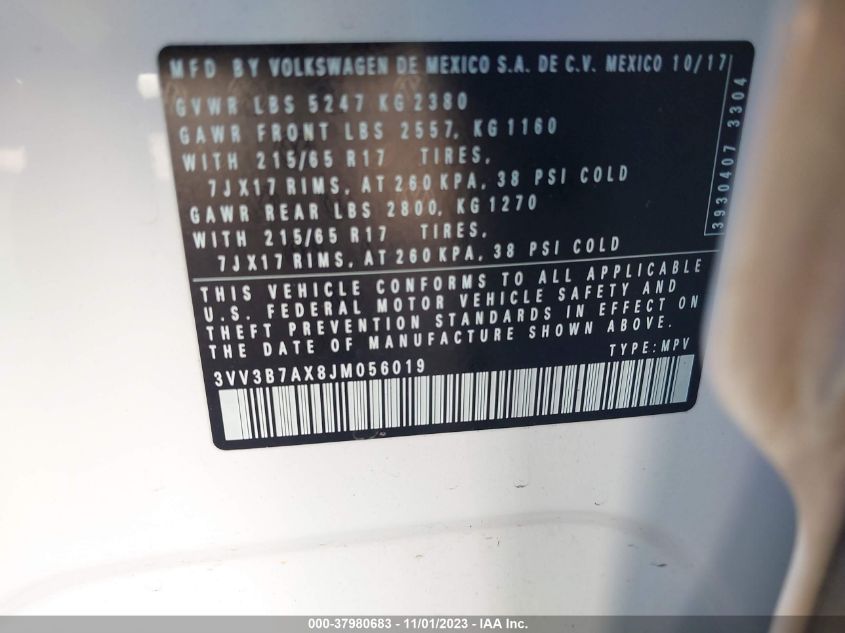 MFD BY VOLKSWAGEN DE MEXICO S.A. DE C.V. MEXICO 10/17
GVWR LBS 5247 KG 2380
GAWR FRONT LBS 2557, KG 1160
WITH 215/65 R17 TIRES,
7JX17 RIMS, AT 260 KPA, 38 PSI COLD
GAWR REAR LBS 2800, KG 1270
WITH 215/65 R17 TIRES,
7JX17 RIMS, AT 260 KPA, 38 PSI COLD
3930407 3304
THIS VEHICLE CONFORMS TO ALL APPLICABLE
U.S. FEDERAL MOTOR VEHICLE SAFETY AND
THEFT PREVENTION STANDARDS IN EFFECT ON
THE DATE OF MANUFACTURE SHOWN ABOVE.
3VV3B7AX8JM056019 TYPE: MPV
000-37980683 - 11/01/2023 - IAA Inc.